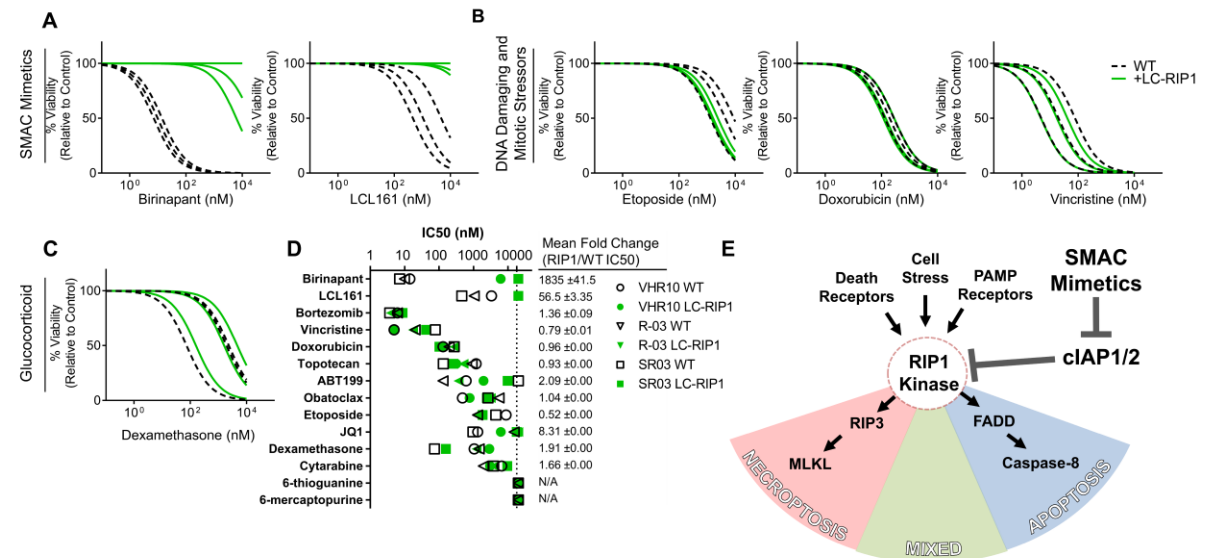 A
SMAC Mimetics
% Viability
(Relative to Control)
100
50
0
10^0
10^2
10^4
Birinapant (nM)
% Viability
(Relative to Control)
100
50
0
10^0
10^2
10^4
LCL161 (nM)
B
DNA Damaging and
Mitotic Stressors
% Viability
(Relative to Control)
100
50
0
10^0
10^2
10^4
Etoposide (nM)
% Viability
(Relative to Control)
100
50
0
10^0
10^2
10^4
Doxorubicin (nM)
% Viability
(Relative to Control)
100
50
0
10^0
10^2
10^4
Vincristine (nM)
WT
+LC-RIP1
C
Glucocorticoid
% Viability
(Relative to Control)
100
50
0
10^0
10^2
10^4
Dexamethasone (nM)
D
IC50 (nM)
1 10 100 1000 10000
Mean Fold Change
(RIP1/WT IC50)
Birinapant 1835 ±41.5
LCL161 56.5 ±3.35
Bortezomib 1.36 ±0.09
Vincristine 0.79 ±0.01
Doxorubicin 0.96 ±0.00
Topotecan 0.93 ±0.00
ABT199 2.09 ±0.00
Obatoclax 1.04 ±0.00
Etoposide 0.52 ±0.00
JQ1 8.31 ±0.00
Dexamethasone 1.91 ±0.00
Cytarabine 1.66 ±0.00
6-thioguanine N/A
6-mercaptopurine N/A
VHR10 WT
VHR10 LC-RIP1
R-03 WT
R-03 LC-RIP1
SR03 WT
SR03 LC-RIP1
E
Death
Receptors
Cell
Stress
PAMP
Receptors
SMAC
Mimetics
cIAP1/2
RIP1
Kinase
RIP3
MLKL
FADD
Caspase-8
NECROPTOSIS
MIXED
APOPTOSIS